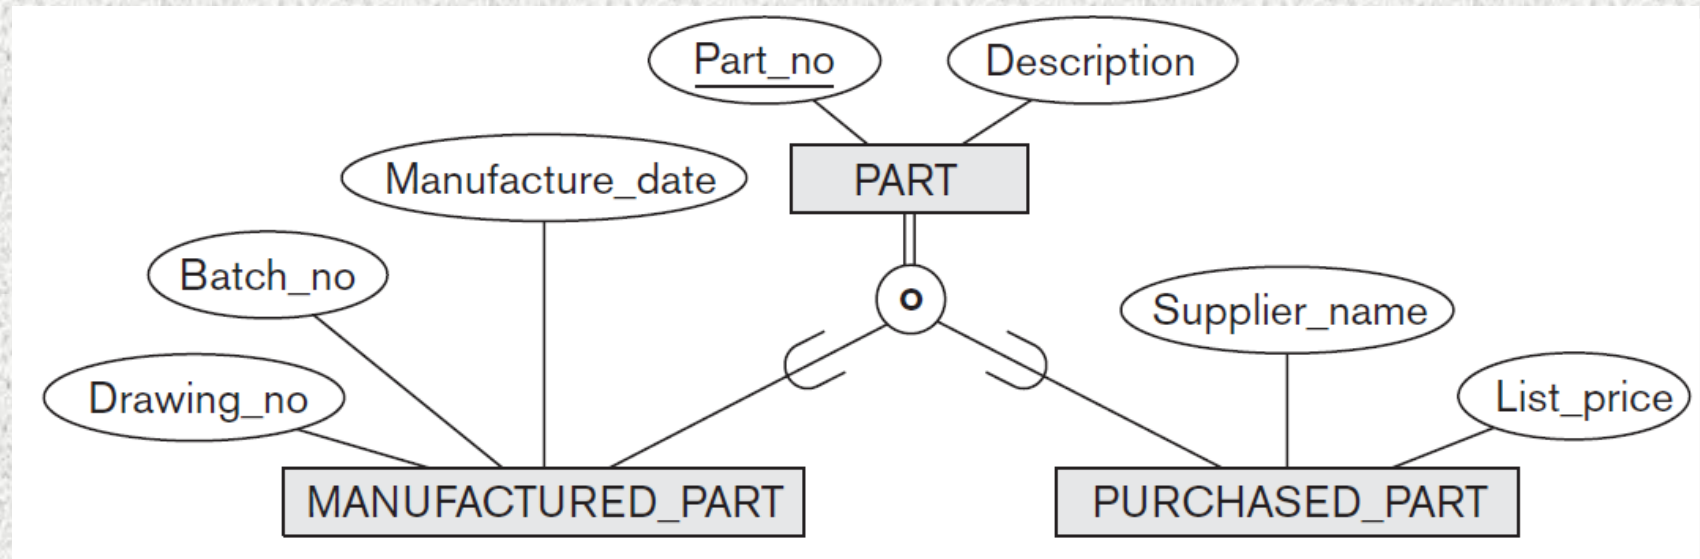 Part_no
Description
Manufacture_date
PART
Batch_no
o
Supplier_name
Drawing_no
List_price
MANUFACTURED_PART
PURCHASED_PART